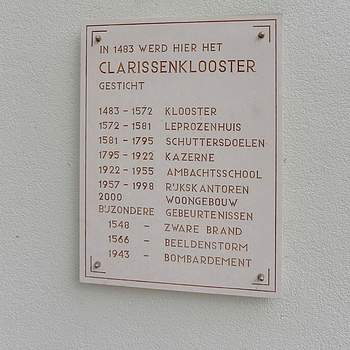 IN 1483 WERD HIER HET
CLARISSENKLOOSTER
GESTICHT
1483 - 1572 KLOOSTER
1572 - 1581 LEPROZENHUIS
1581 - 1795 SCHUTTERSDOELEN
1795 - 1922 KAZERNE
1922 - 1955 AMBACHTSSCHOOL
1957 - 1998 RIJKSKANTOREN
2000 WOONGEBOUW
BIJZONDERE GEBEURTENISSEN
1548 - ZWARE BRAND
1566 - BEELDENSTORM
1943 - BOMBARDEMENT